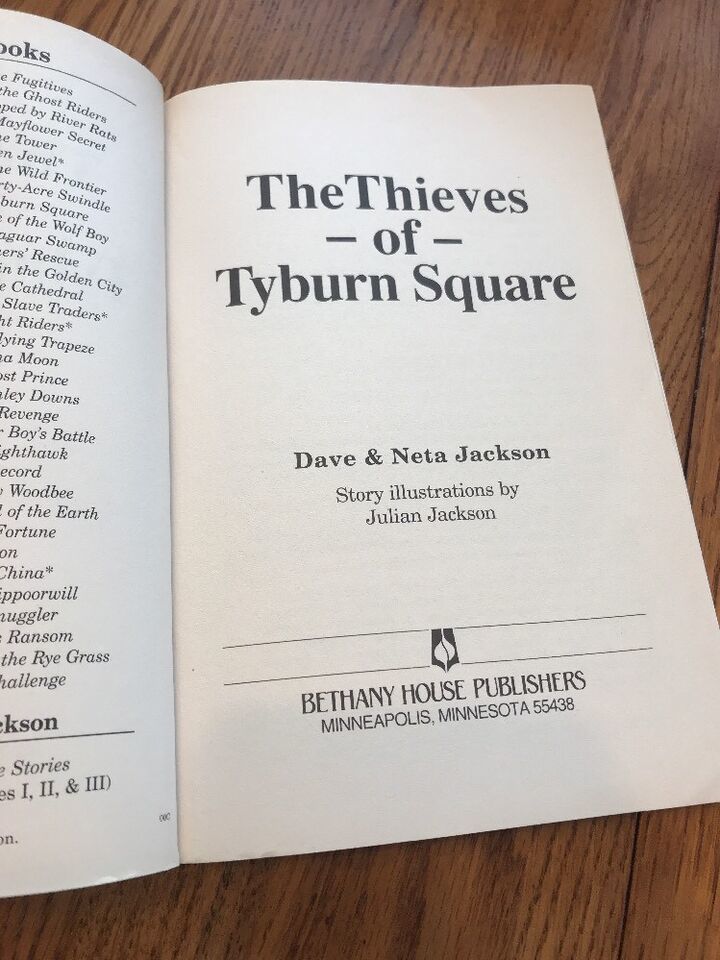 ooks
e Fugitives
the Ghost Riders
ped by River Rats
Mayflower Secret
he Tower
en Jewel*
he Wild Frontier
rty-Acre Swindle
burn Square
e of the Wolf Boy
aguar Swamp
ers' Rescue
in the Golden City
e Cathedral
Slave Traders*
ht Riders*
lying Trapeze
na Moon
ost Prince
nley Downs
Revenge
r Boy's Battle
ighthawk
ecord
y Woodbee
l of the Earth
Fortune
on
China*
ippoorwill
muggler
s Ransom
the Rye Grass
hallenge
ckson
e Stories
es I, II, & III)
on.
The Thieves
– of –
Tyburn Square
Dave & Neta Jackson
Story illustrations by
Julian Jackson
BETHANY HOUSE PUBLISHERS
MINNEAPOLIS, MINNESOTA 55438